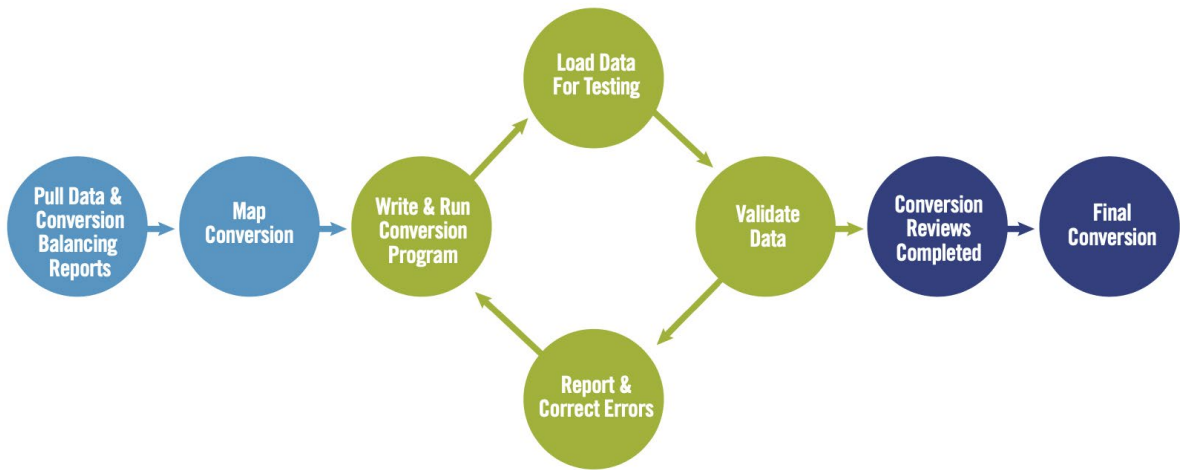 Pull Data &
Conversion
Balancing
Reports
Map
Conversion
Write & Run
Conversion
Program
Load Data
For Testing
Validate
Data
Report &
Correct Errors
Conversion
Reviews
Completed
Final
Conversion